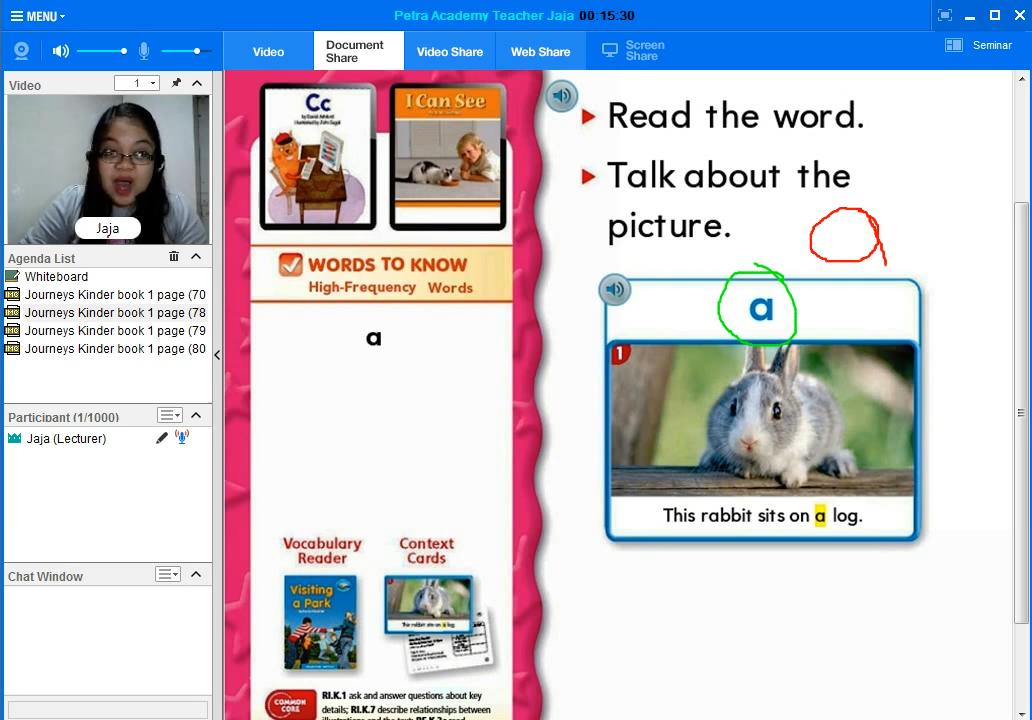 MENU
Petra Academy Teacher Jaja 00:15:30
Video
Document
Share
Video Share
Web Share
Screen
Share
Seminar
Video
1
Jaja
Agenda List
Whiteboard
Journeys Kinder book 1 page (70
Journeys Kinder book 1 page (78
Journeys Kinder book 1 page (79
Journeys Kinder book 1 page (80
Participant (1/1000)
Jaja (Lecturer)
Chat Window
Cc
I Can See
WORDS TO KNOW
High-Frequency Words
a
Vocabulary
Reader
Context
Cards
Visiting
a Park
This rabbit sits on a log.
COMMON
CORE
RI.K.1 ask and answer questions about key
details; RI.K.7 describe relationships between
Read the word.
Talk about the
picture.
a
1
This rabbit sits on a log.